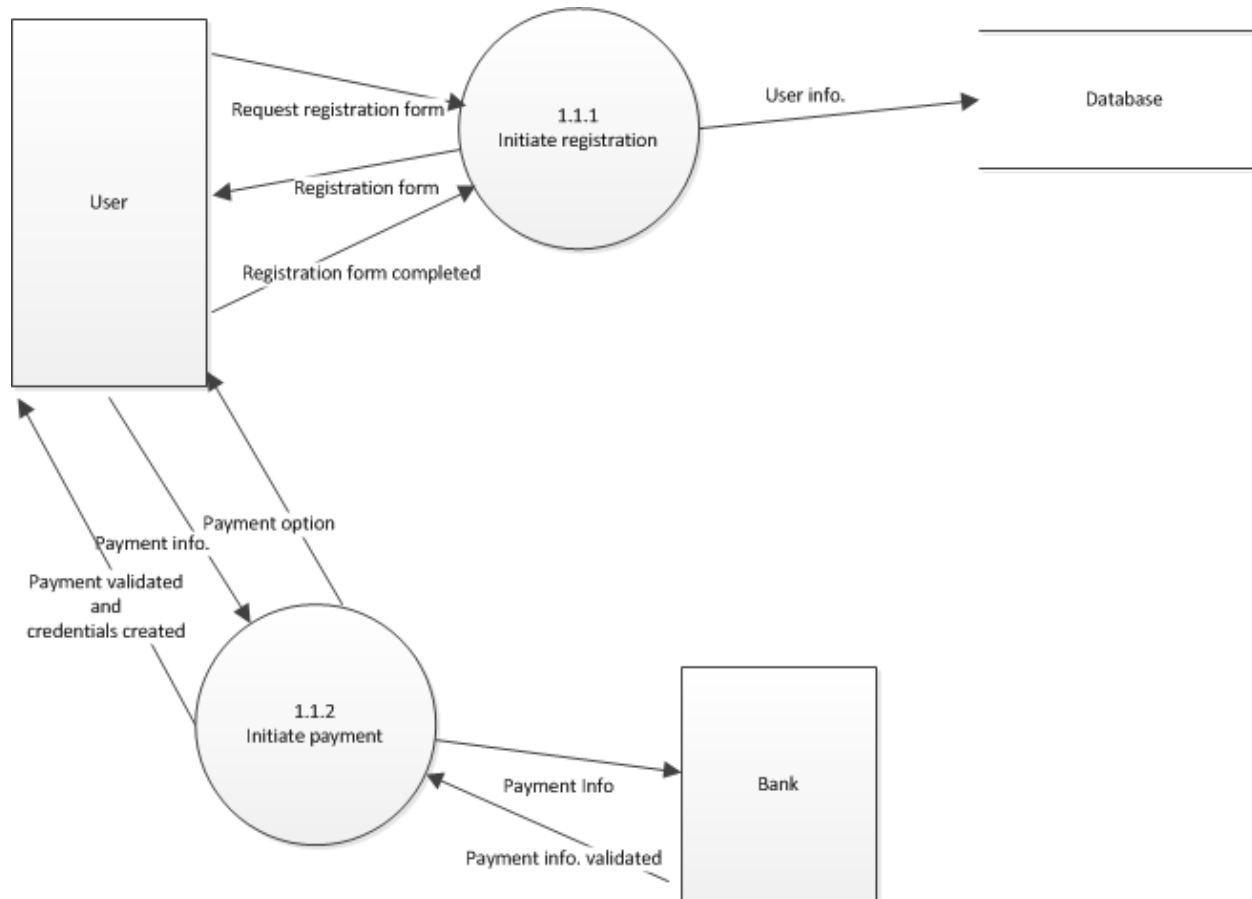 Request registration form
1.1.1
Initiate registration
User info.
Database
Registration form
User
Registration form completed
Payment option
Payment info.
Payment validated
and
credentials created
1.1.2
Initiate payment
Payment Info
Bank
Payment info. validated